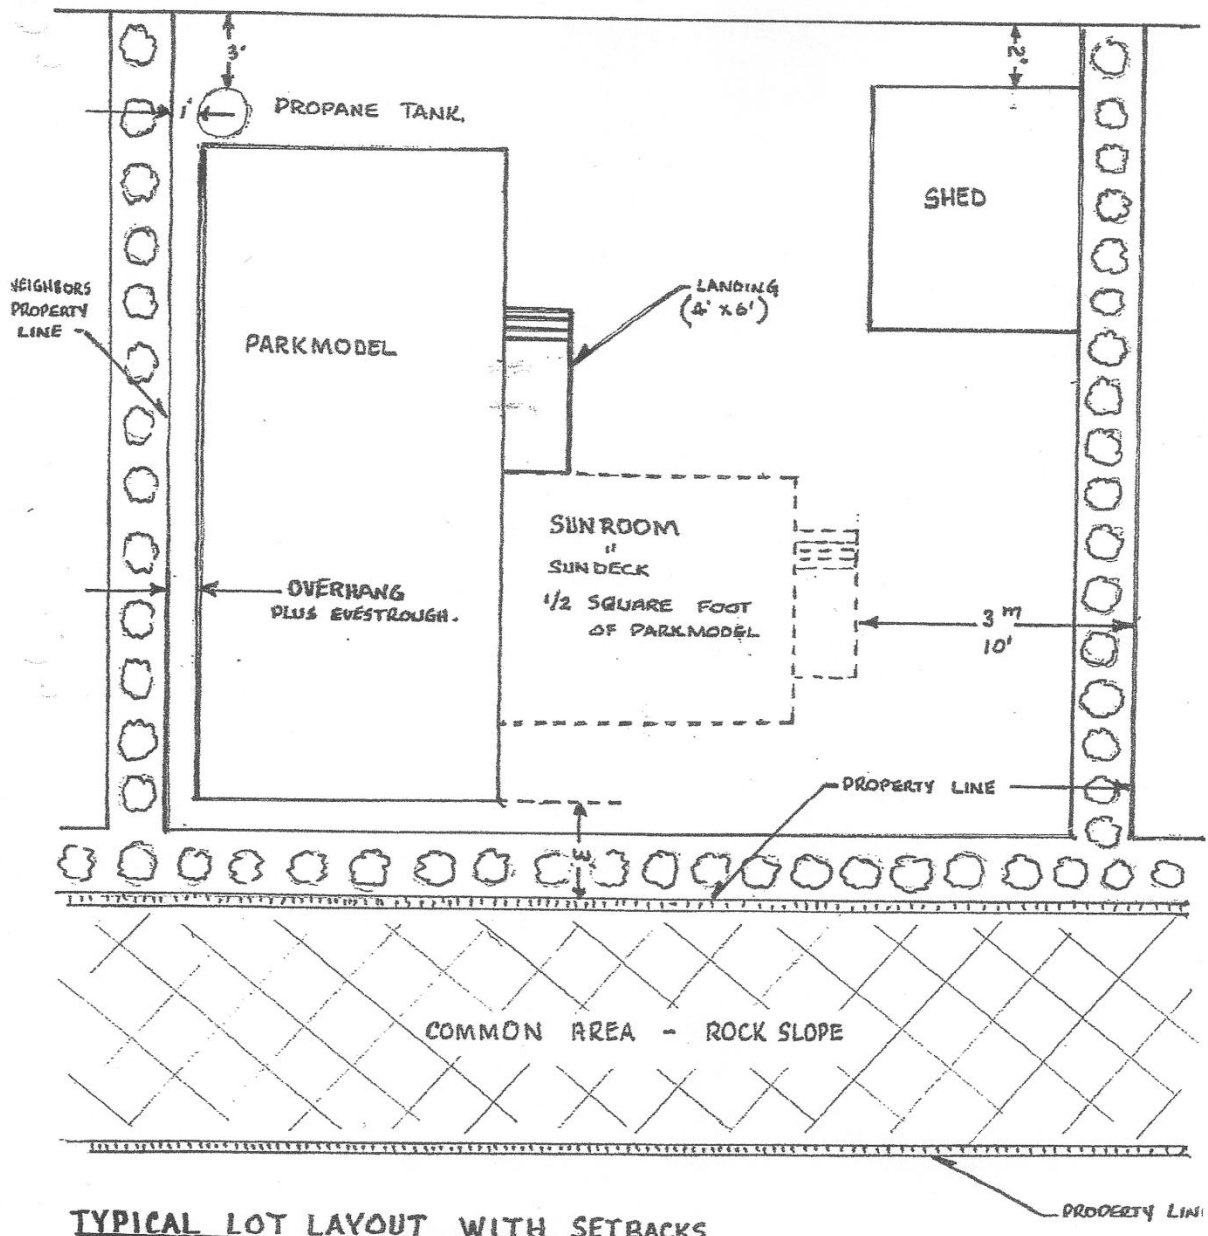 3'
2'
1'
PROPANE TANK.
SHED
NEIGHBORS
PROPERTY
LINE
LANDING
(4' x 6')
PARKMODEL
SUNROOM
"
SUNDECK
1/2 SQUARE FOOT
OF PARKMODEL
OVERHANG
PLUS EVESTROUGH.
3 m
10'
PROPERTY LINE
3'
COMMON AREA - ROCK SLOPE
PROPERTY LIN
TYPICAL LOT LAYOUT WITH SETBACKS